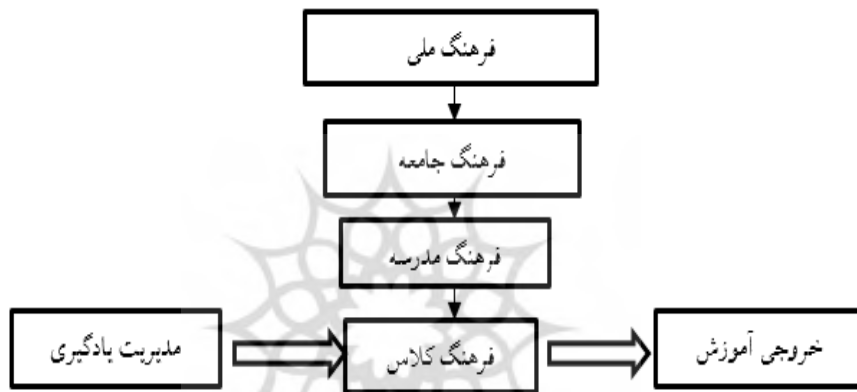 فرهنگ ملی
فرهنگ جامعه
فرهنگ مدرسه
خروجی آموزش
فرهنگ کلاس
مدیریت یادگیری